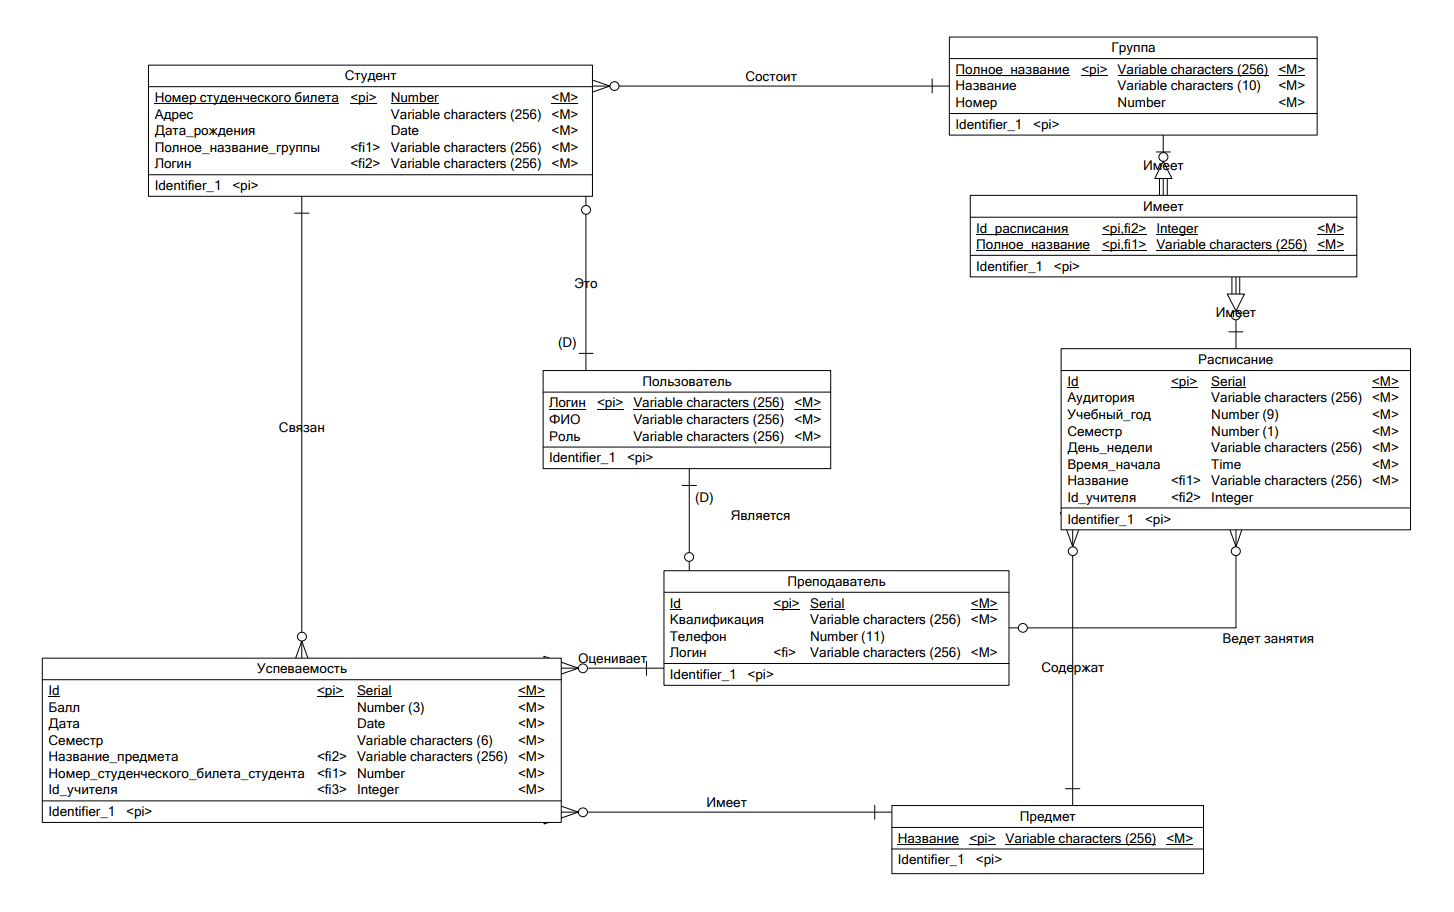 Группа
Полное_название <pi> Variable characters (256) <M>
Название Variable characters (10) <M>
Номер Number <M>
Identifier_1 <pi>
Состоит
Студент
Номер студенческого билета <pi> Number <M>
Адрес Variable characters (256) <M>
Дата_рождения Date <M>
Полное_название_группы <fi1> Variable characters (256) <M>
Логин <fi2> Variable characters (256) <M>
Identifier_1 <pi>
Имеет
Имеет
Id_расписания <pi,fi2> Integer <M>
Полное_название <pi,fi1> Variable characters (256) <M>
Identifier_1 <pi>
Это
(D)
Имеет
Расписание
Id <pi> Serial <M>
Аудитория Variable characters (256) <M>
Учебный_год Number (9) <M>
Семестр Number (1) <M>
День_недели Variable characters (256) <M>
Время_начала Time <M>
Название <fi1> Variable characters (256) <M>
Id_учителя <fi2> Integer
Identifier_1 <pi>
Пользователь
Логин <pi> Variable characters (256) <M>
ФИО Variable characters (256) <M>
Роль Variable characters (256) <M>
Identifier_1 <pi>
Связан
(D)
Является
Преподаватель
Id <pi> Serial <M>
Квалификация Variable characters (256) <M>
Телефон Number (11)
Логин <fi> Variable characters (256) <M>
Identifier_1 <pi>
Ведет занятия
Оценивает
Содержат
Успеваемость
Id <pi> Serial <M>
Балл Number (3) <M>
Дата Date <M>
Семестр Variable characters (6) <M>
Название_предмета <fi2> Variable characters (256) <M>
Номер_студенческого_билета_студента <fi1> Number <M>
Id_учителя <fi3> Integer <M>
Identifier_1 <pi>
Имеет
Предмет
Название <pi> Variable characters (256) <M>
Identifier_1 <pi>